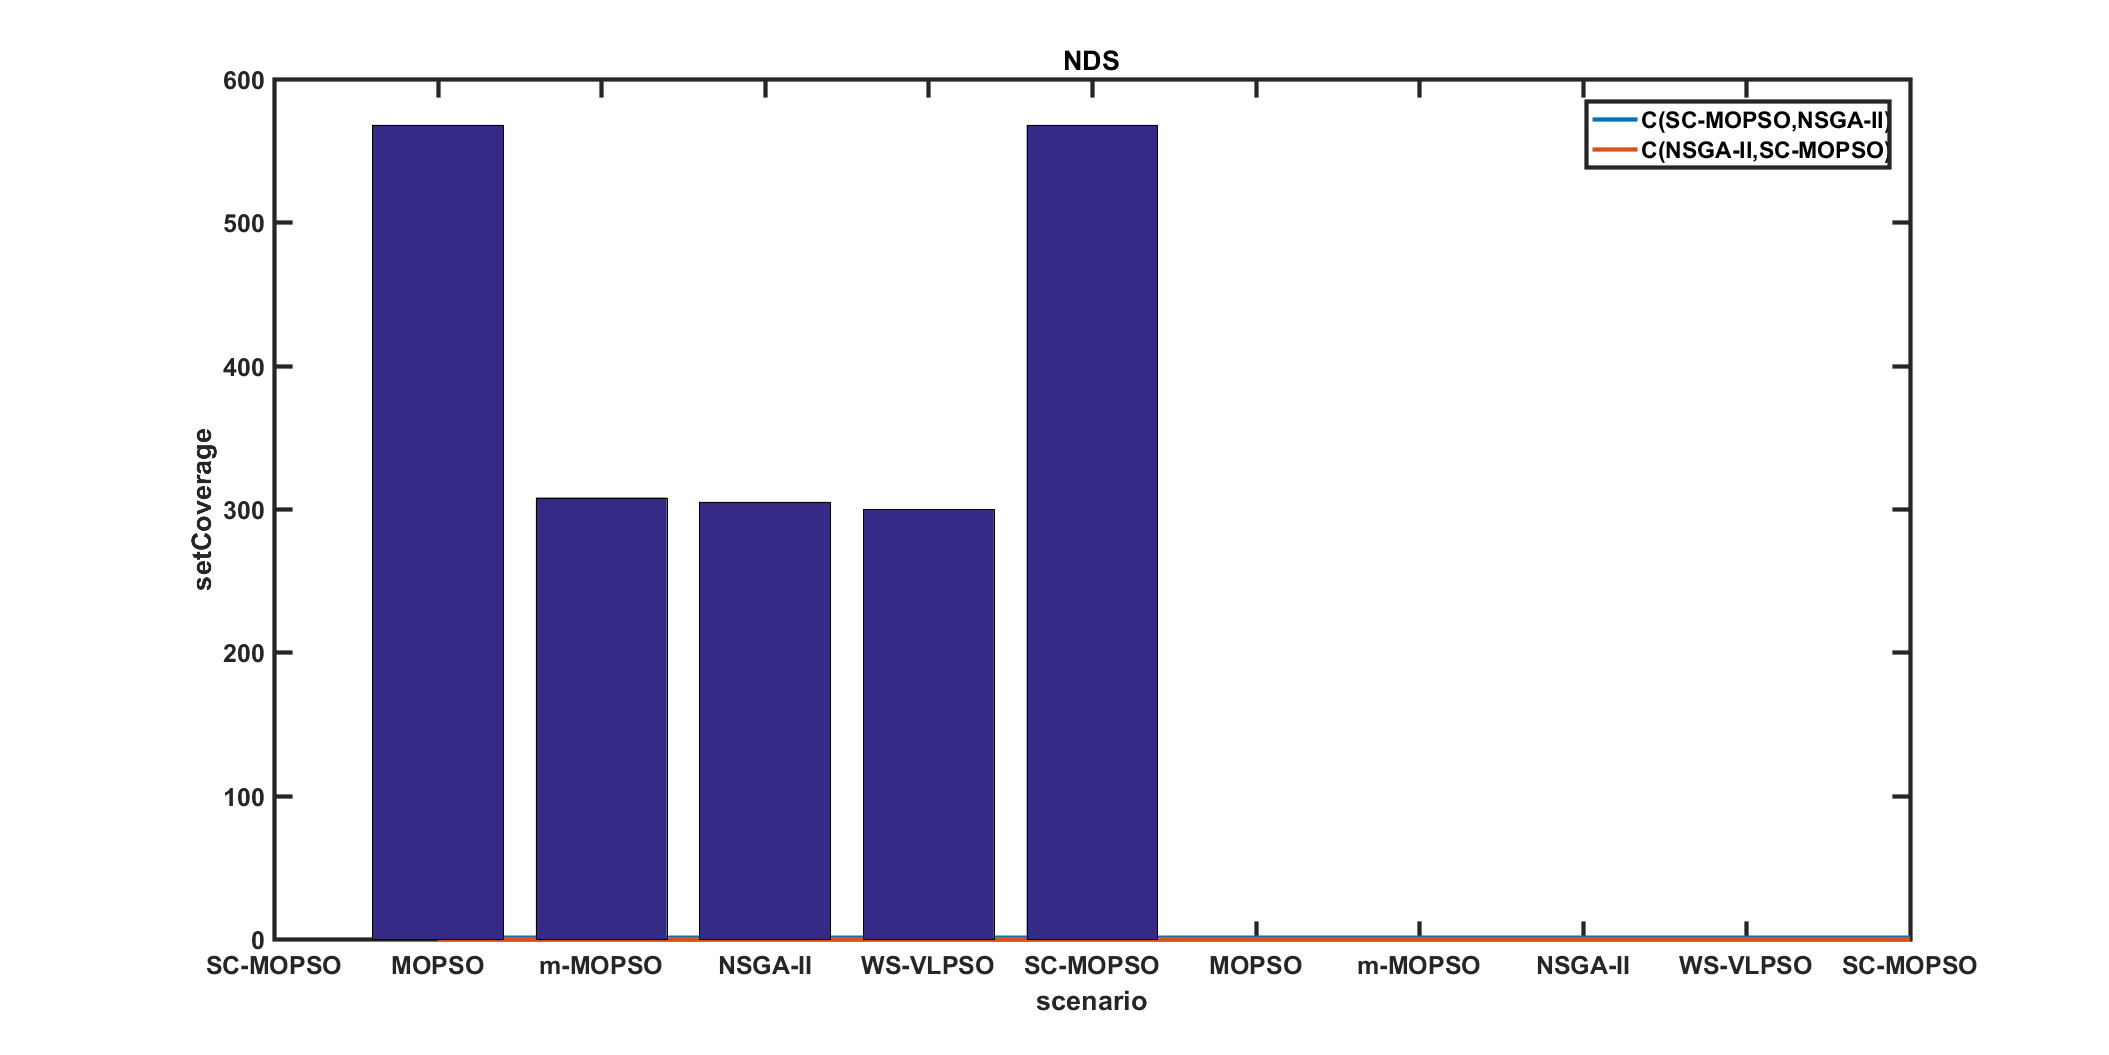 NDS
600
500
400
300
200
100
0
setCoverage
C(SC-MOPSO,NSGA-II)
C(NSGA-II,SC-MOPSO)
SC-MOPSO MOPSO m-MOPSO NSGA-II WS-VLPSO SC-MOPSO MOPSO m-MOPSO NSGA-II WS-VLPSO SC-MOPSO
scenario